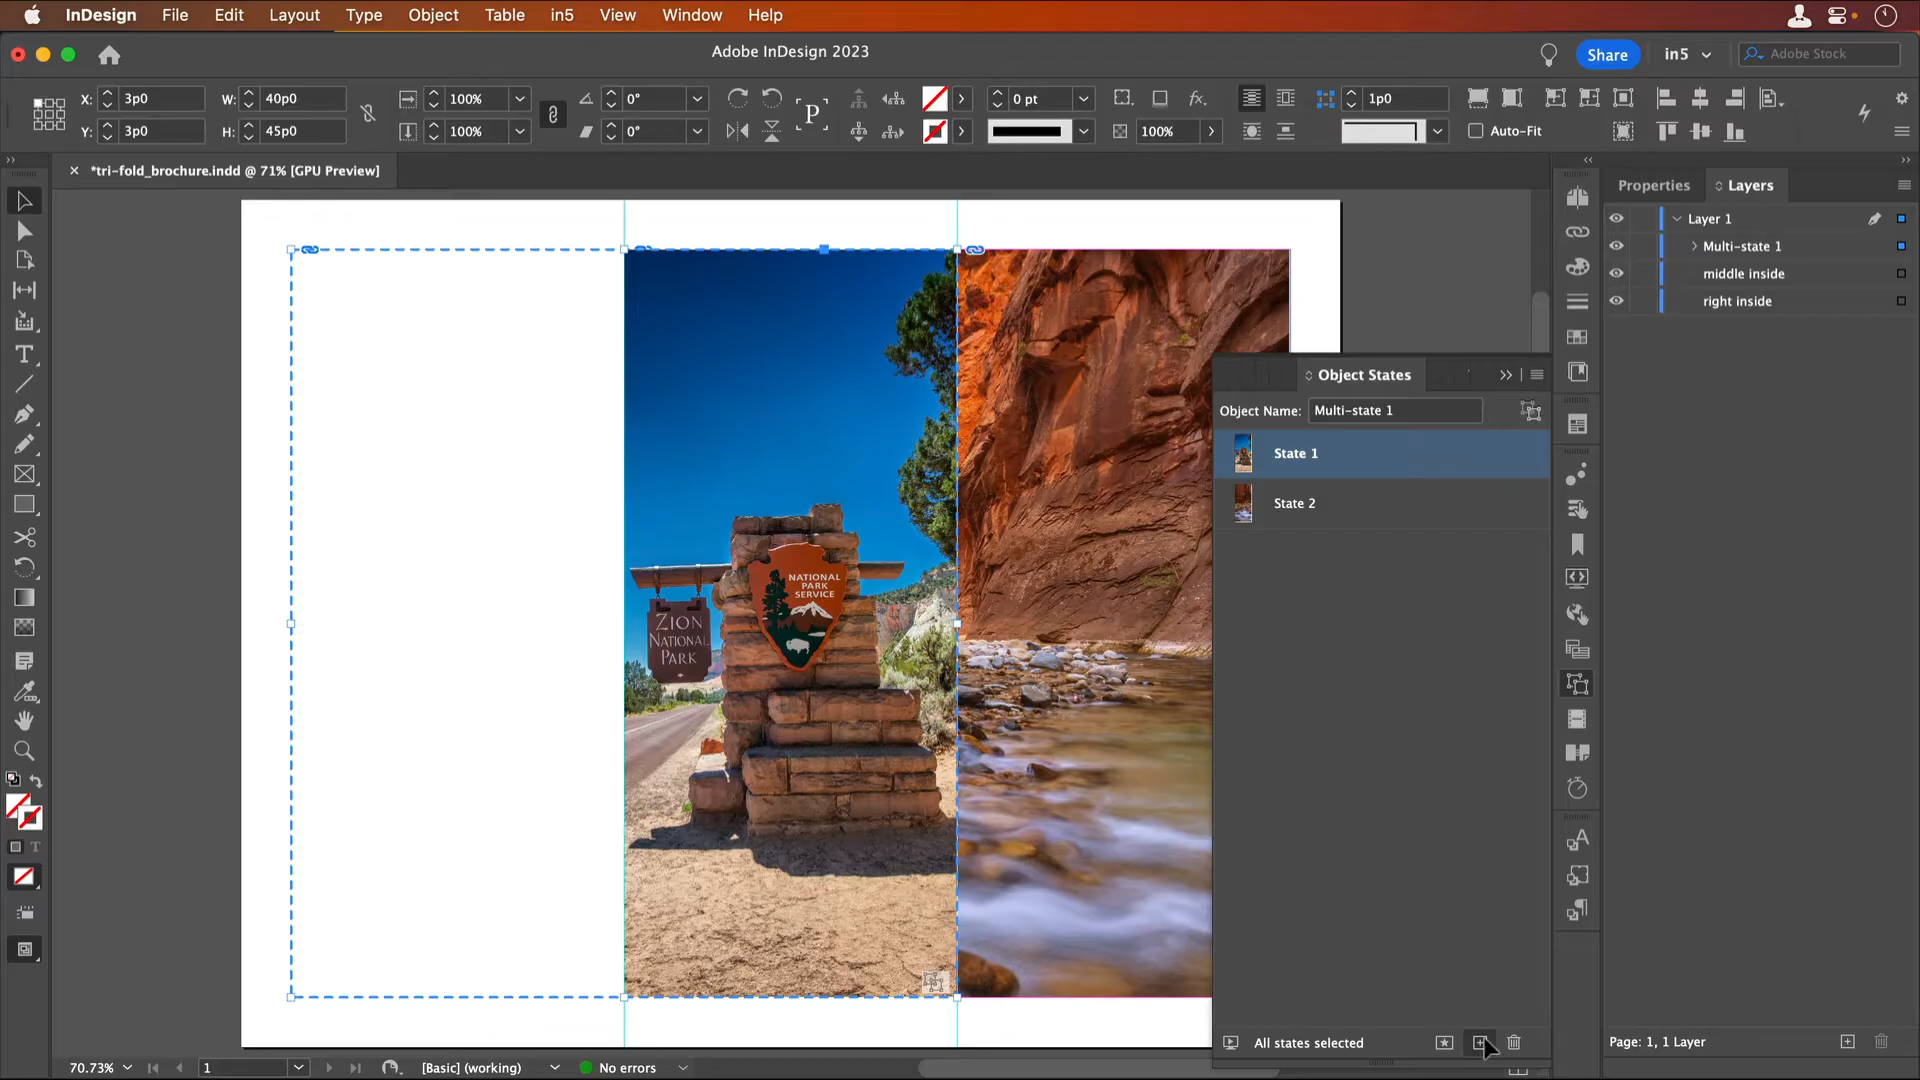 InDesign File Edit Layout Type Object Table in5 View Window Help
Adobe InDesign 2023
Share
in5
Adobe Stock
X: 3p0 W: 40p0 100% 0° 0 pt 1p0
Y: 3p0 H: 45p0 100% 0° 100% Auto-Fit
P
*tri-fold_brochure.indd @ 71% [GPU Preview]
Properties Layers
Layer 1
Multi-state 1
middle inside
right inside
Object States
Object Name: Multi-state 1
State 1
State 2
NATIONAL
PARK
SERVICE
ZION
NATIONAL
PARK
All states selected
Page: 1, 1 Layer
70.73% 1 [Basic] (working) No errors